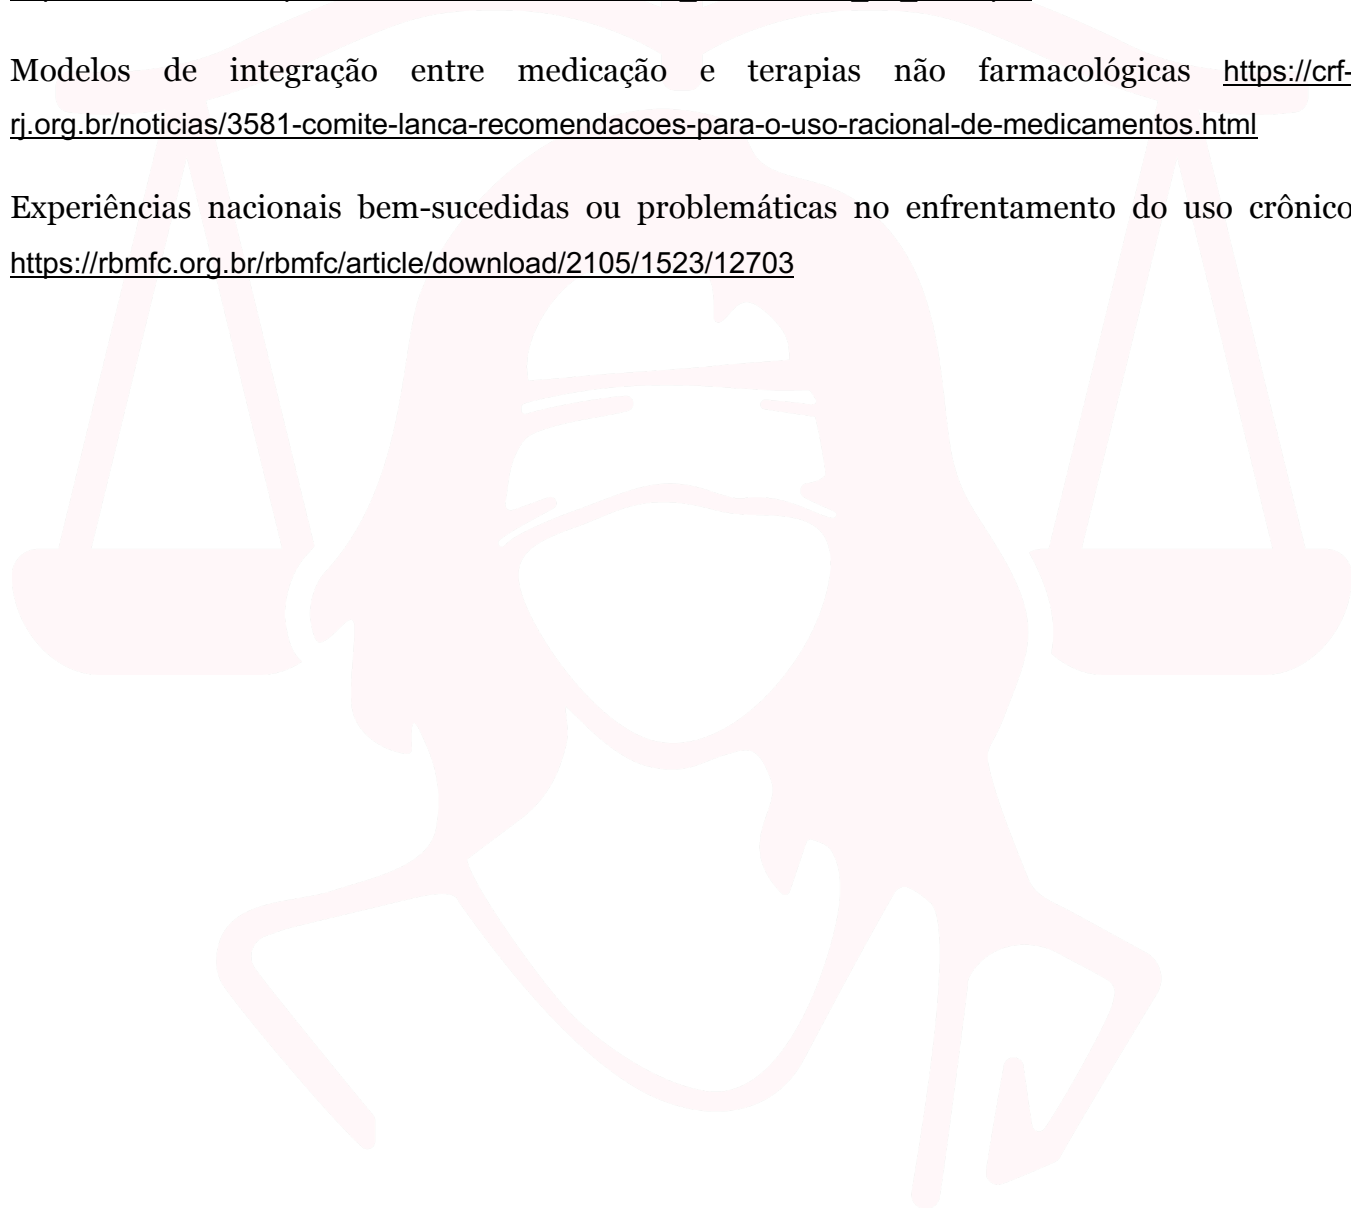 Modelos de integração entre medicação e terapias não farmacológicas https://crf-
rj.org.br/noticias/3581-comite-lanca-recomendacoes-para-o-uso-racional-de-medicamentos.html
Experiências nacionais bem-sucedidas ou problemáticas no enfrentamento do uso crônico
https://rbmfc.org.br/rbmfc/article/download/2105/1523/12703